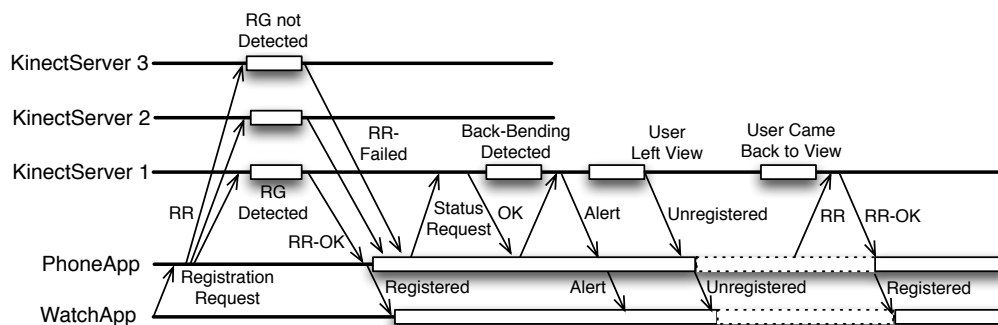 RG not
Detected
KinectServer 3
KinectServer 2
RR-
Failed
Back-Bending
Detected
User
Left View
User Came
Back to View
KinectServer 1
RG
Detected
RR
Status
Request
OK
Alert
Unregistered
RR
RR-OK
RR-OK
PhoneApp
Registration
Request
Registered
Alert
Unregistered
Registered
WatchApp